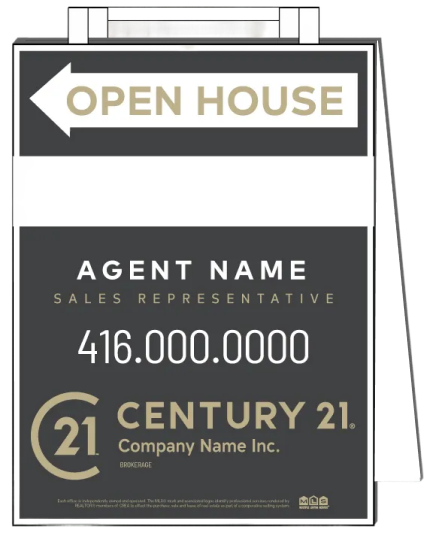 OPEN HOUSE
AGENT NAME
SALES REPRESENTATIVE
416.000.0000
21
CENTURY 21®
Company Name Inc.
BROKERAGE